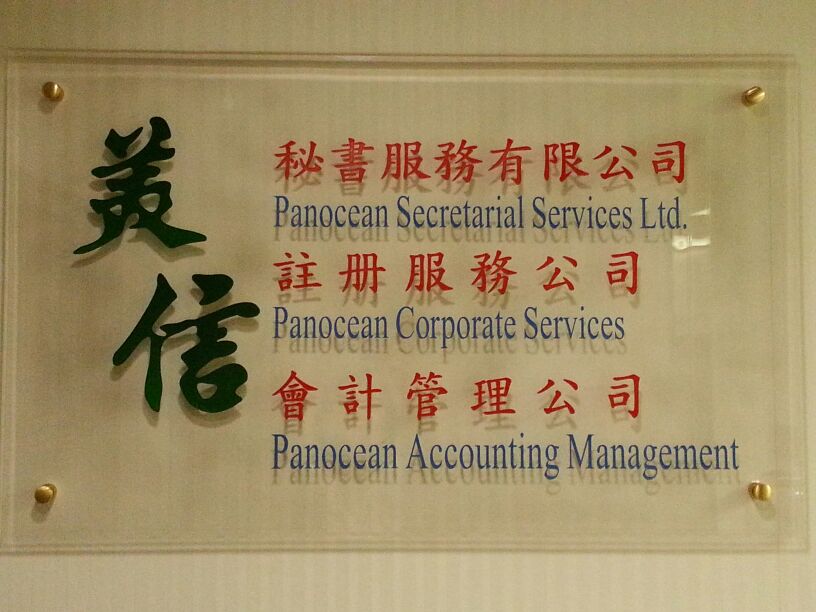 美信
秘書服務有限公司
Panocean Secretarial Services Ltd.
註册服務公司
Panocean Corporate Services
會計管理公司
Panocean Accounting Management